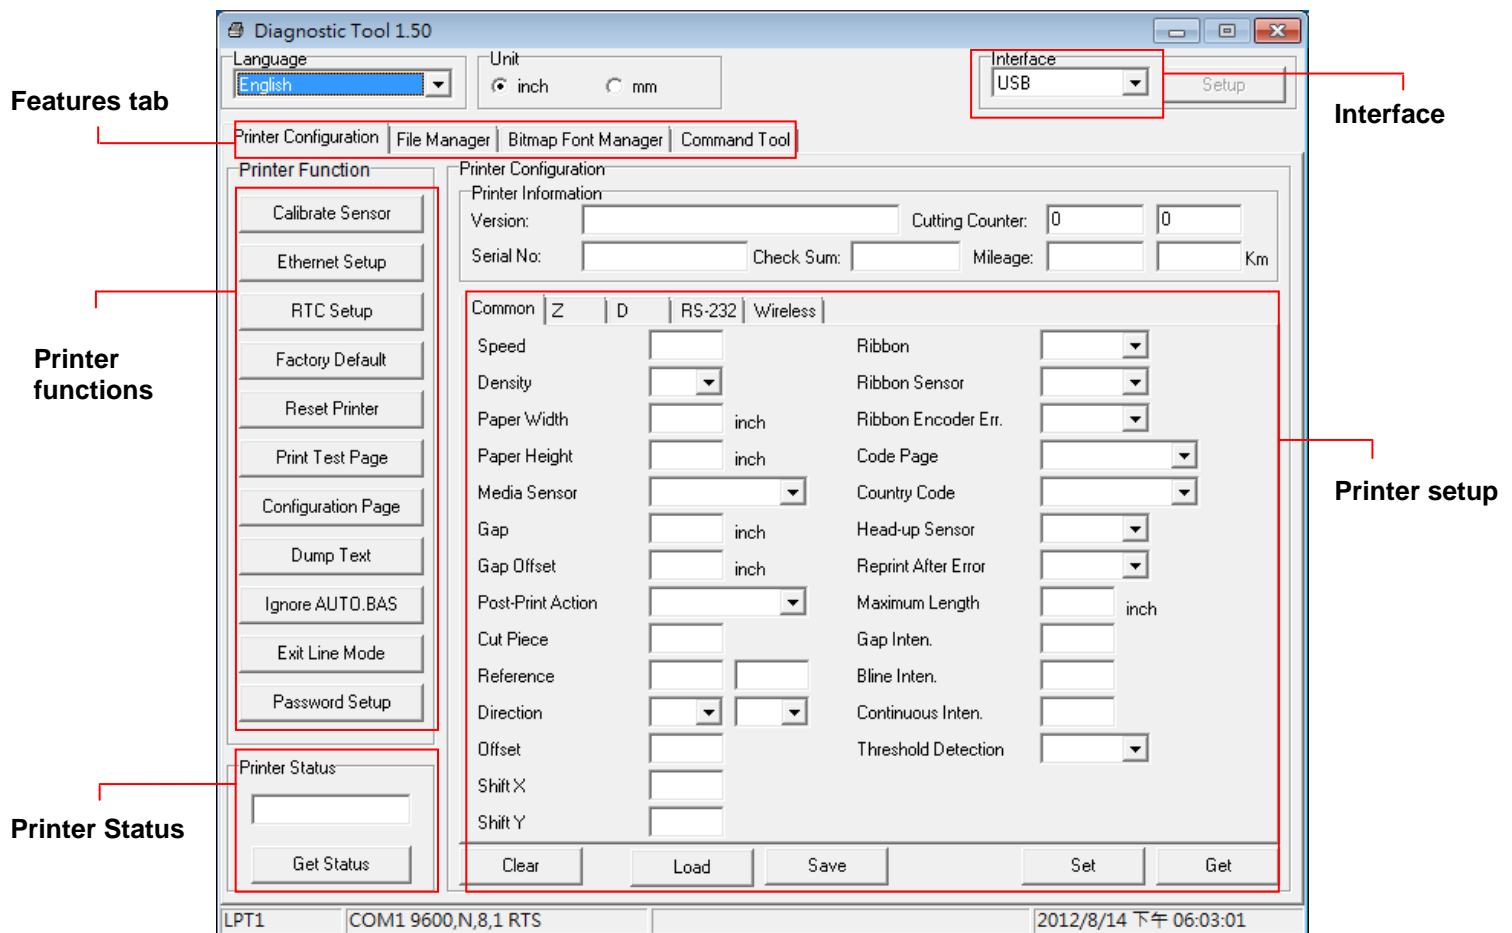 Diagnostic Tool 1.50
Language
English
Unit
inch
mm
Interface
USB
Setup
Features tab
Interface
Printer Configuration
File Manager
Bitmap Font Manager
Command Tool
Printer Function
Calibrate Sensor
Ethernet Setup
RTC Setup
Factory Default
Reset Printer
Print Test Page
Configuration Page
Dump Text
Ignore AUTO.BAS
Exit Line Mode
Password Setup
Printer functions
Printer Configuration
Printer Information
Version:
Cutting Counter:
0
0
Serial No:
Check Sum:
Mileage:
Km
Common
Z
D
RS-232
Wireless
Speed
Density
Paper Width
inch
Paper Height
inch
Media Sensor
Gap
inch
Gap Offset
inch
Post-Print Action
Cut Piece
Reference
Direction
Offset
Shift X
Shift Y
Ribbon
Ribbon Sensor
Ribbon Encoder Err.
Code Page
Country Code
Head-up Sensor
Reprint After Error
Maximum Length
inch
Gap Inten.
Bline Inten.
Continuous Inten.
Threshold Detection
Printer setup
Printer Status
Get Status
Printer Status
Clear
Load
Save
Set
Get
LPT1
COM1 9600,N,8,1 RTS
2012/8/14 下午 06:03:01